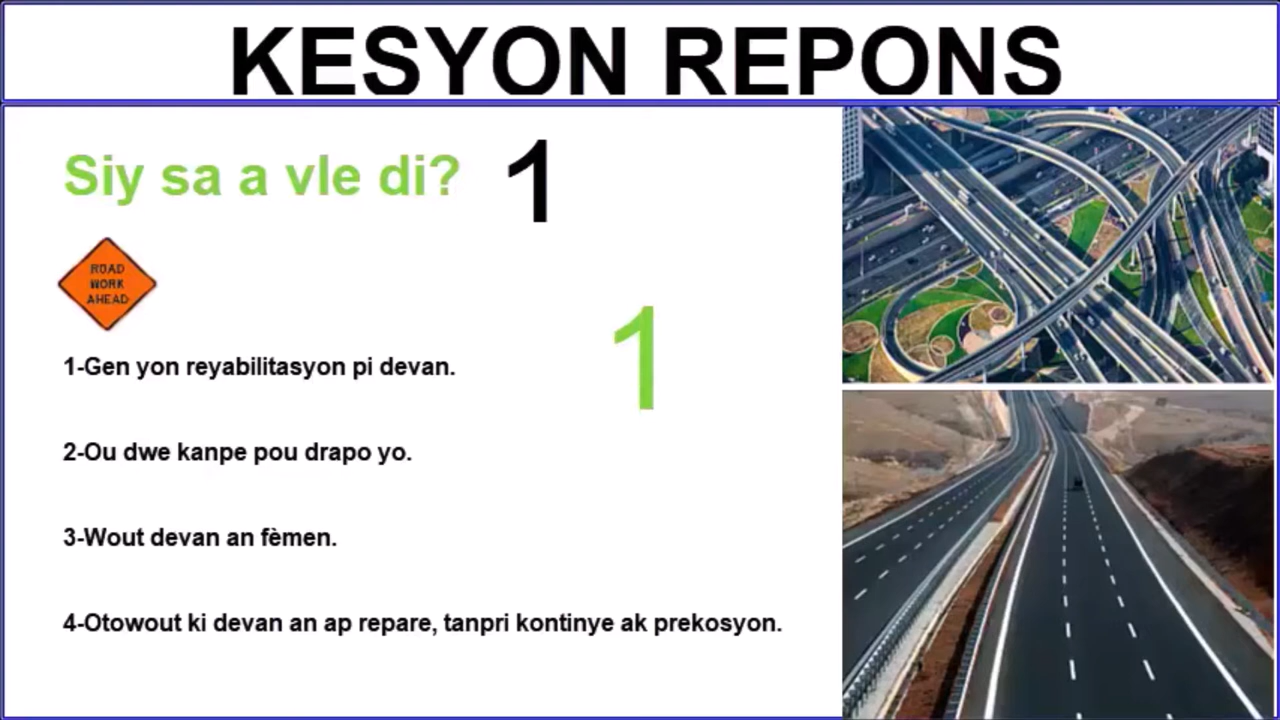 KESYON REPONS
Siy sa a vle di? 1
ROAD
WORK
AHEAD
1
1-Gen yon reyabilitasyon pi devan.
2-Ou dwe kanpe pou drapo yo.
3-Wout devan an fèmen.
4-Otowout ki devan an ap repare, tanpri kontinye ak prekosyon.